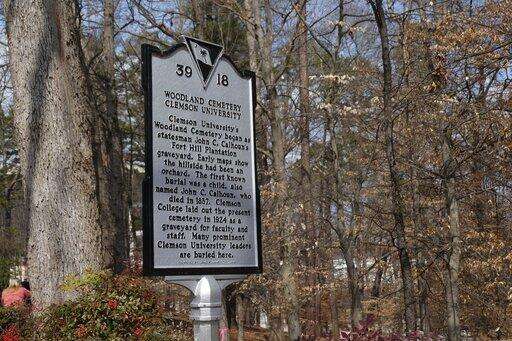 39 18
WOODLAND CEMETERY
CLEMSON UNIVERSITY
Clemson University's
Woodland Cemetery began as
statesman John C. Calhoun's
Fort Hill Plantation
graveyard. Early maps show
the hillside had been an
orchard. The first known
burial was a child, also
named John C. Calhoun, who
died in 1837. Clemson
College laid out the present
cemetery in 1924 as a
graveyard for faculty and
staff. Many prominent
Clemson University leaders
are buried here.